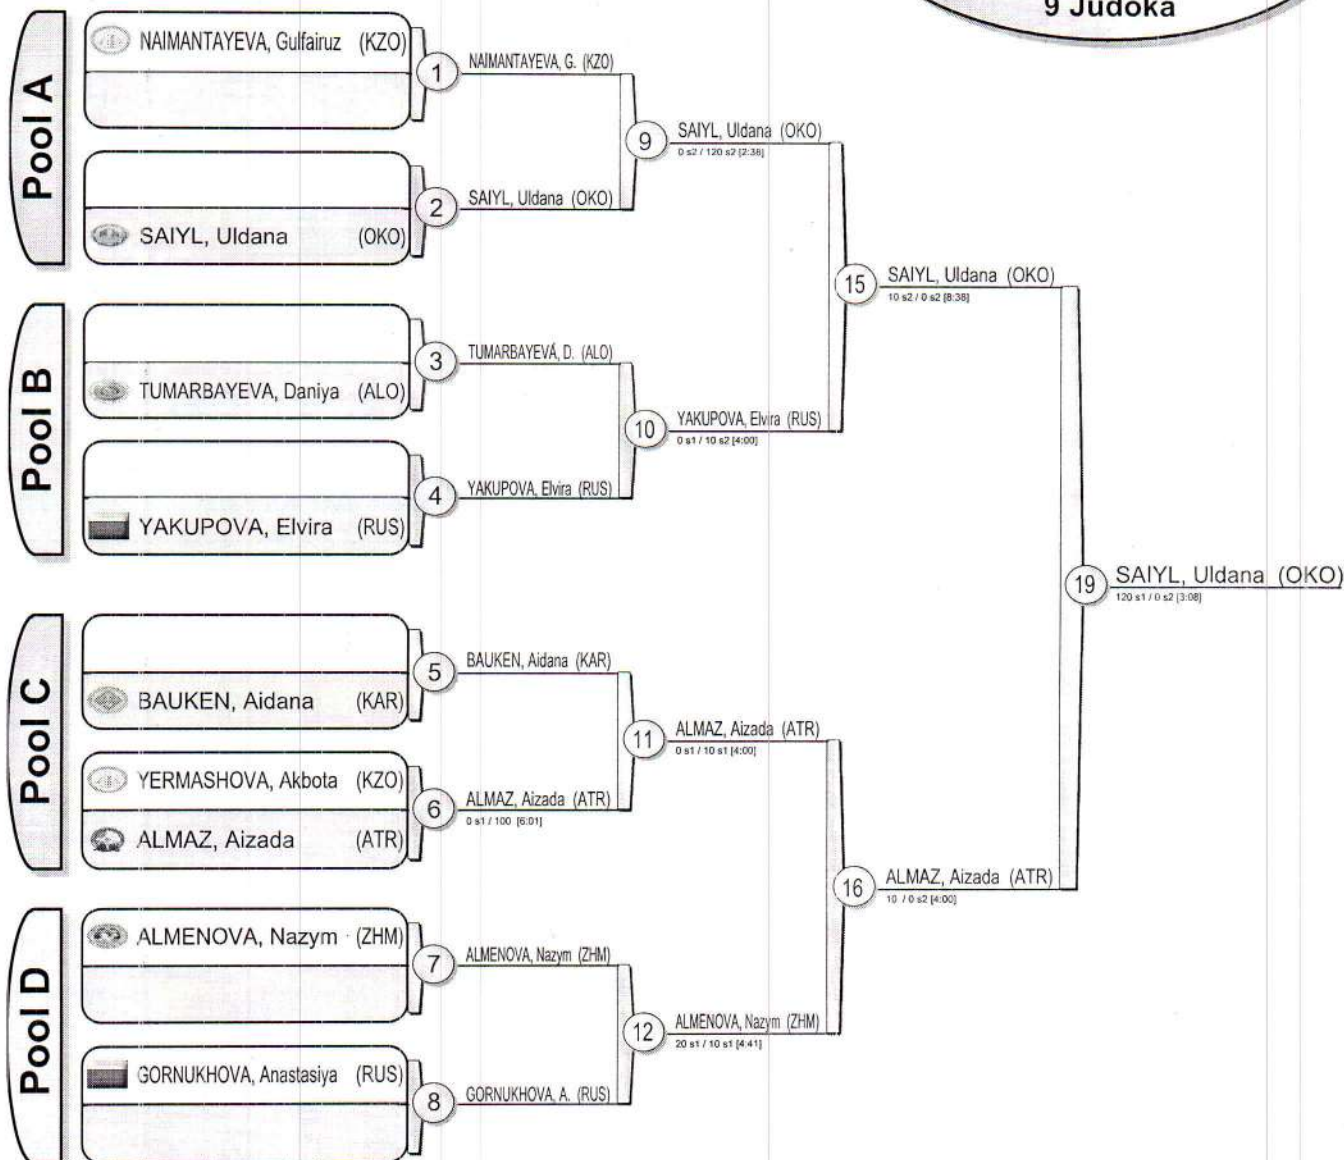 9 Judoka
Pool A
NAIMANTAYEVA, Gulfairuz (KZO)
1
NAIMANTAYEVA, G. (KZO)
SAIYL, Uldana (OKO)
2
SAIYL, Uldana (OKO)
9
SAIYL, Uldana (OKO)
0 s2 / 120 s2 [2:38]
Pool B
TUMARBAYEVA, Daniya (ALO)
3
TUMARBAYEVA, D. (ALO)
YAKUPOVA, Elvira (RUS)
4
YAKUPOVA, Elvira (RUS)
10
YAKUPOVA, Elvira (RUS)
0 s1 / 10 s2 [4:00]
15
SAIYL, Uldana (OKO)
10 s2 / 0 s2 [8:38]
Pool C
BAUKEN, Aidana (KAR)
5
BAUKEN, Aidana (KAR)
YERMASHOVA, Akbota (KZO)
ALMAZ, Aizada (ATR)
6
ALMAZ, Aizada (ATR)
0 s1 / 100 [6:01]
11
ALMAZ, Aizada (ATR)
0 s1 / 10 s1 [4:00]
Pool D
ALMENOVA, Nazym (ZHM)
7
ALMENOVA, Nazym (ZHM)
GORNUKHOVA, Anastasiya (RUS)
8
GORNUKHOVA, A. (RUS)
12
ALMENOVA, Nazym (ZHM)
20 s1 / 10 s1 [4:41]
16
ALMAZ, Aizada (ATR)
10 / 0 s2 [4:00]
19
SAIYL, Uldana (OKO)
120 s1 / 0 s2 [3:08]